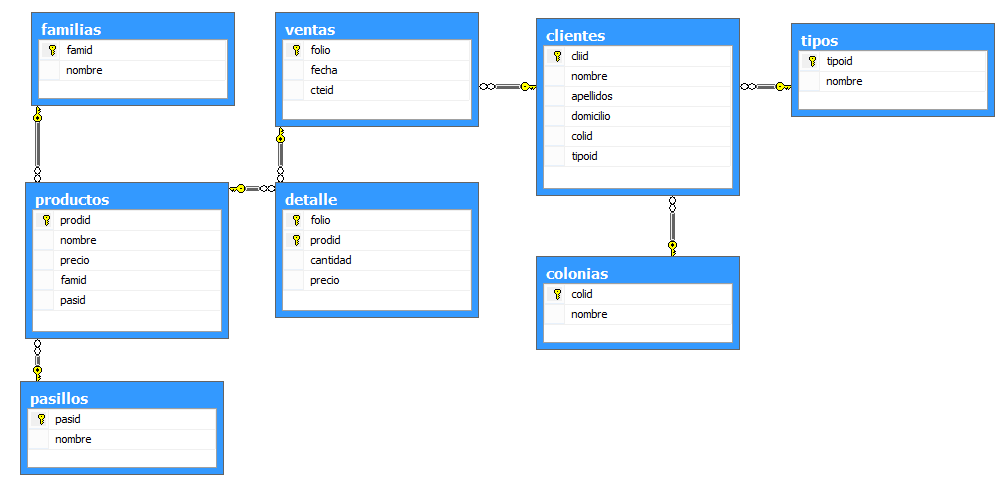 familias
famid
nombre
ventas
folio
fecha
cteid
clientes
cliid
nombre
apellidos
domicilio
colid
tipoid
tipos
tipoid
nombre
productos
prodid
nombre
precio
famid
pasid
detalle
folio
prodid
cantidad
precio
colonias
colid
nombre
pasillos
pasid
nombre